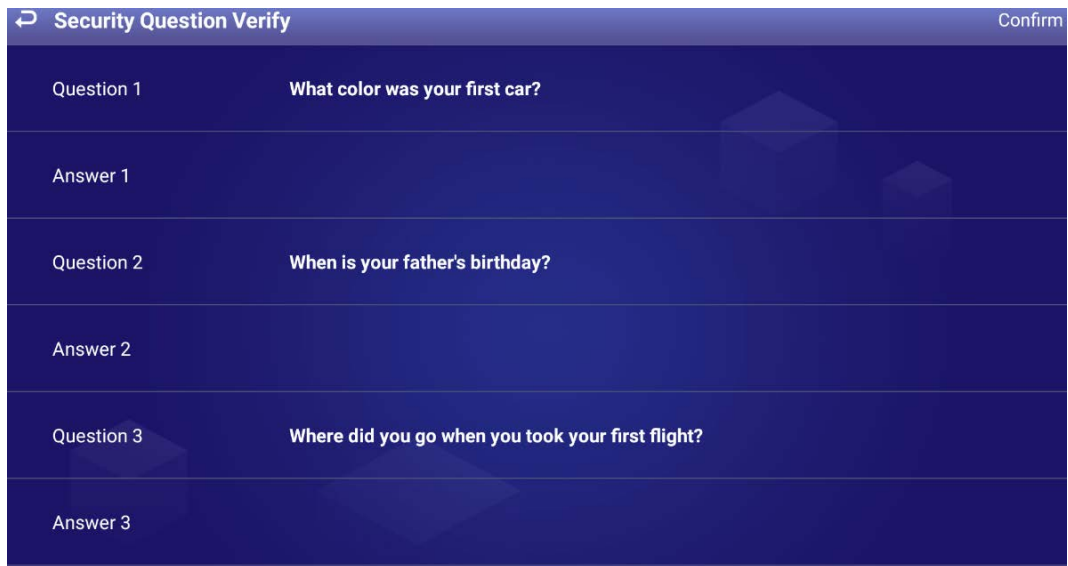 Security Question Verify Confirm
Question 1 What color was your first car?
Answer 1
Question 2 When is your father's birthday?
Answer 2
Question 3 Where did you go when you took your first flight?
Answer 3